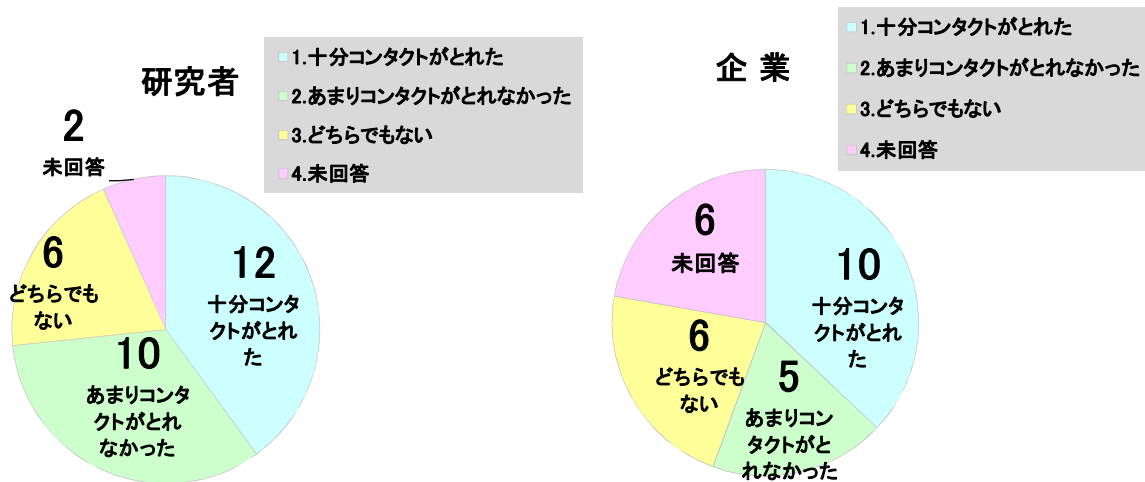 研究者
1.十分コンタクトがとれた
2.あまりコンタクトがとれなかった
3.どちらでもない
4.未回答
2
未回答
6
どちらでも
ない
12
十分コンタ
クトがとれ
た
10
あまりコンタ
クトがとれ
なかった
企 業
1.十分コンタクトがとれた
2.あまりコンタクトがとれなかった
3.どちらでもない
4.未回答
6
未回答
10
十分コンタ
クトがとれ
た
6
どちらでも
ない
5
あまりコン
タクトがと
れなかった